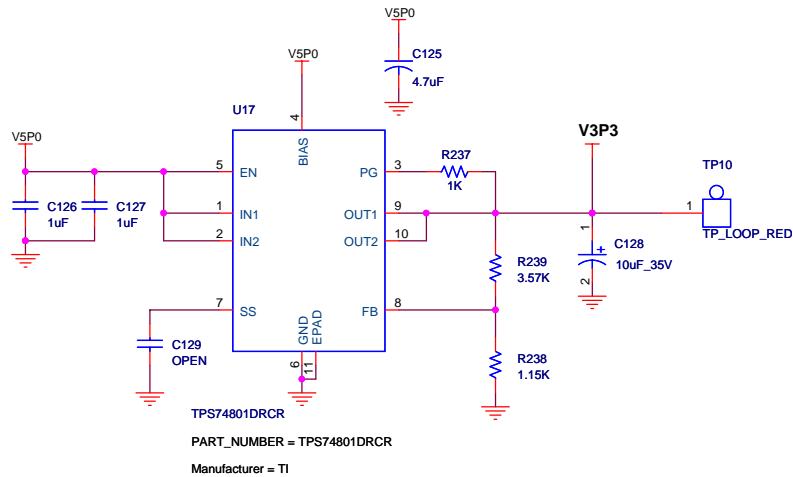 V5P0
C125
4.7uF
V5P0
U17
4
BIAS
V5P0
V3P3
TP10
5
EN
PG
3
R237
1K
C126
1uF
C127
1uF
1
IN1
OUT1
9
1
1
TP_LOOP_RED
2
IN2
OUT2
10
C128
10uF_35V
+
2
R239
3.57K
7
SS
FB
8
C129
OPEN
GND
EPAD
6
11
R238
1.15K
TPS74801DRCR
PART_NUMBER = TPS74801DRCR
Manufacturer = TI